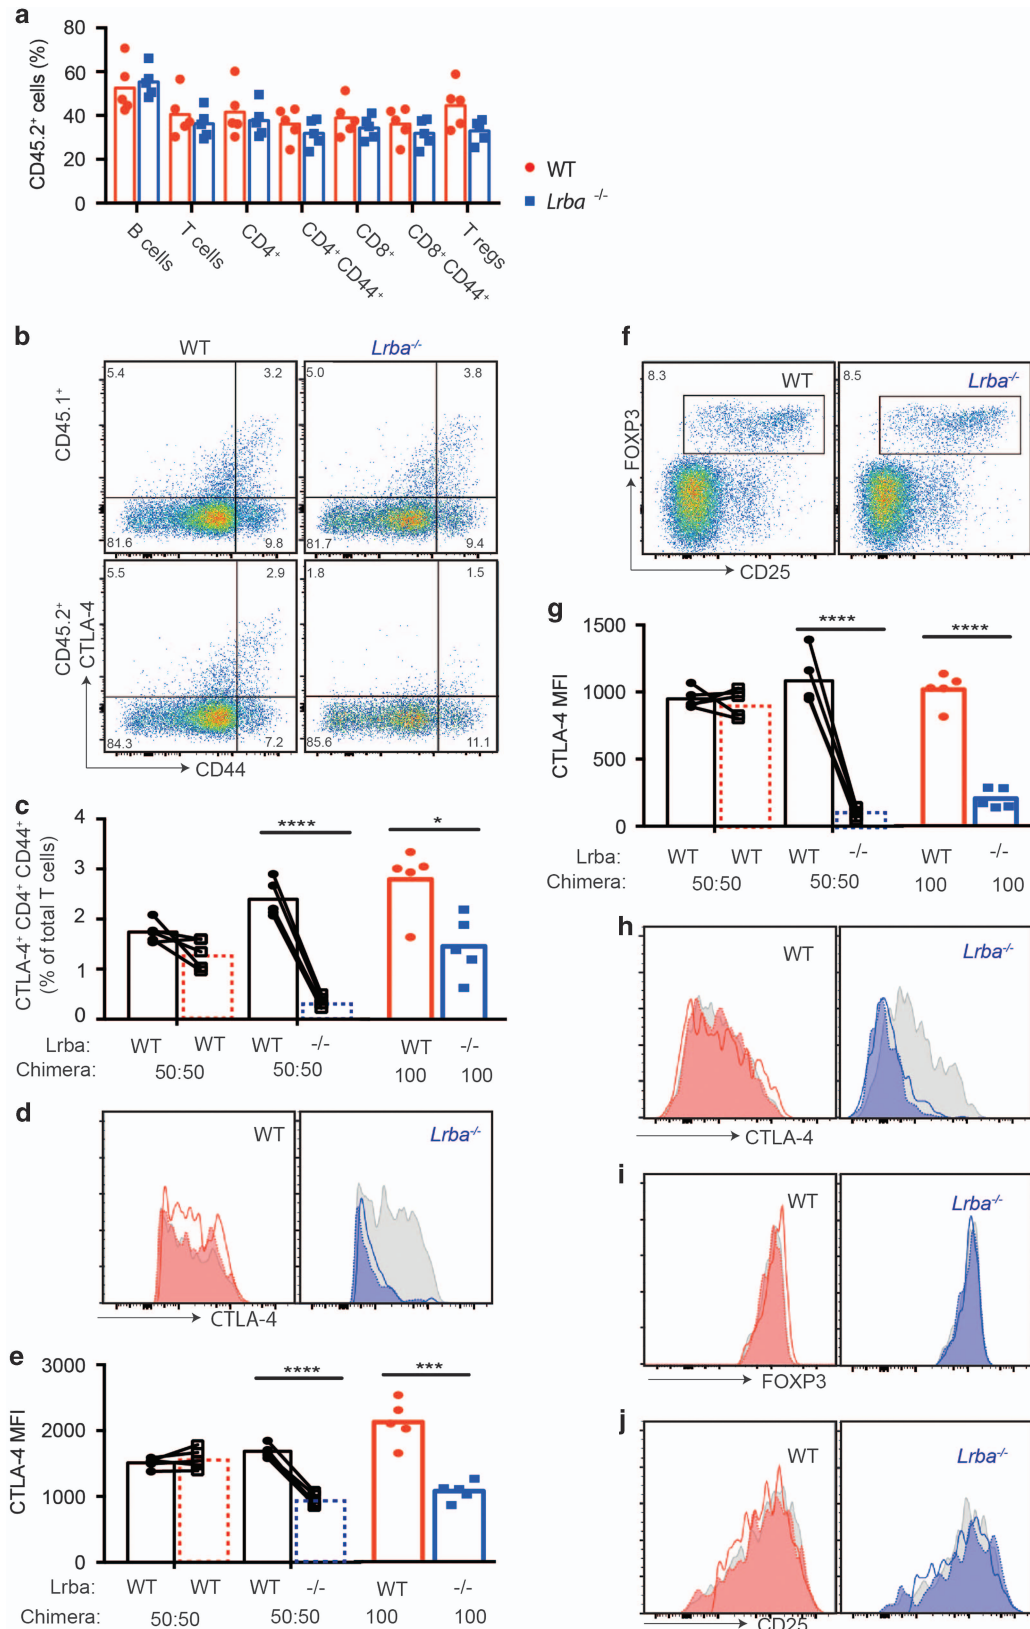 a
CD45.2+ cells (%)
80
60
40
20
0
B cells
T cells
CD4+
CD4+CD44+
CD8+
CD8+CD44+
T regs
WT
Lrba -/-
b
WT
Lrba-/-
CD45.1+
5.4
3.2
81.6
9.8
5.0
3.8
81.7
9.4
CD45.2+
CTLA-4
5.5
2.9
84.3
7.2
1.8
1.5
85.6
11.1
CD44
c
CTLA-4+ CD4+ CD44+
(% of total T cells)
4
3
2
1
0
****
*
Lrba:
WT
WT
WT
-/-
WT
-/-
Chimera:
50:50
50:50
100
100
d
WT
Lrba-/-
CTLA-4
e
CTLA-4 MFI
3000
2000
1000
0
****
***
Lrba:
WT
WT
WT
-/-
WT
-/-
Chimera:
50:50
50:50
100
100
f
8.3
WT
8.5
Lrba-/-
FOXP3
CD25
g
CTLA-4 MFI
1500
1000
500
0
****
****
Lrba:
WT
WT
WT
-/-
WT
-/-
Chimera:
50:50
50:50
100
100
h
WT
Lrba-/-
CTLA-4
i
WT
Lrba-/-
FOXP3
j
WT
Lrba-/-
CD25